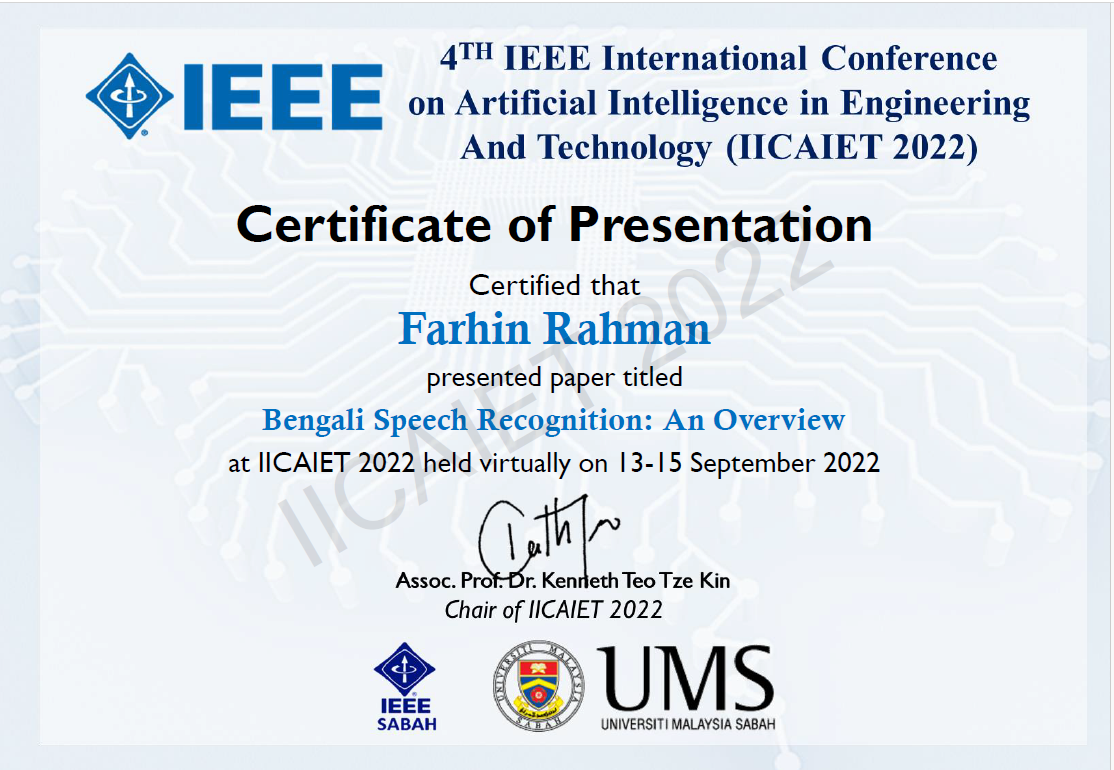 IEEE
4TH IEEE International Conference
on Artificial Intelligence in Engineering
And Technology (IICAIET 2022)
Certificate of Presentation
Certified that
Farhin Rahman
presented paper titled
Bengali Speech Recognition: An Overview
at IICAIET 2022 held virtually on 13-15 September 2022
IICAIET 2022
Assoc. Prof. Dr. Kenneth Teo Tze Kin
Chair of IICAIET 2022
IEEE
SABAH
UNIVERSITI MALAYSIA
SABAH
UMS
UNIVERSITI MALAYSIA SABAH